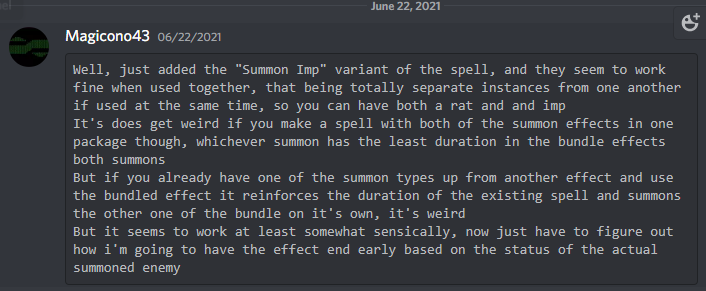 June 22, 2021
Magicono43 06/22/2021
Well, just added the "Summon Imp" variant of the spell, and they seem to work
fine when used together, that being totally separate instances from one another
if used at the same time, so you can have both a rat and and imp
It's does get weird if you make a spell with both of the summon effects in one
package though, whichever summon has the least duration in the bundle effects
both summons
But if you already have one of the summon types up from another effect and use
the bundled effect it reinforces the duration of the existing spell and summons
the other one of the bundle on it's own, it's weird
But it seems to work at least somewhat sensically, now just have to figure out
how i'm going to have the effect end early based on the status of the actual
summoned enemy